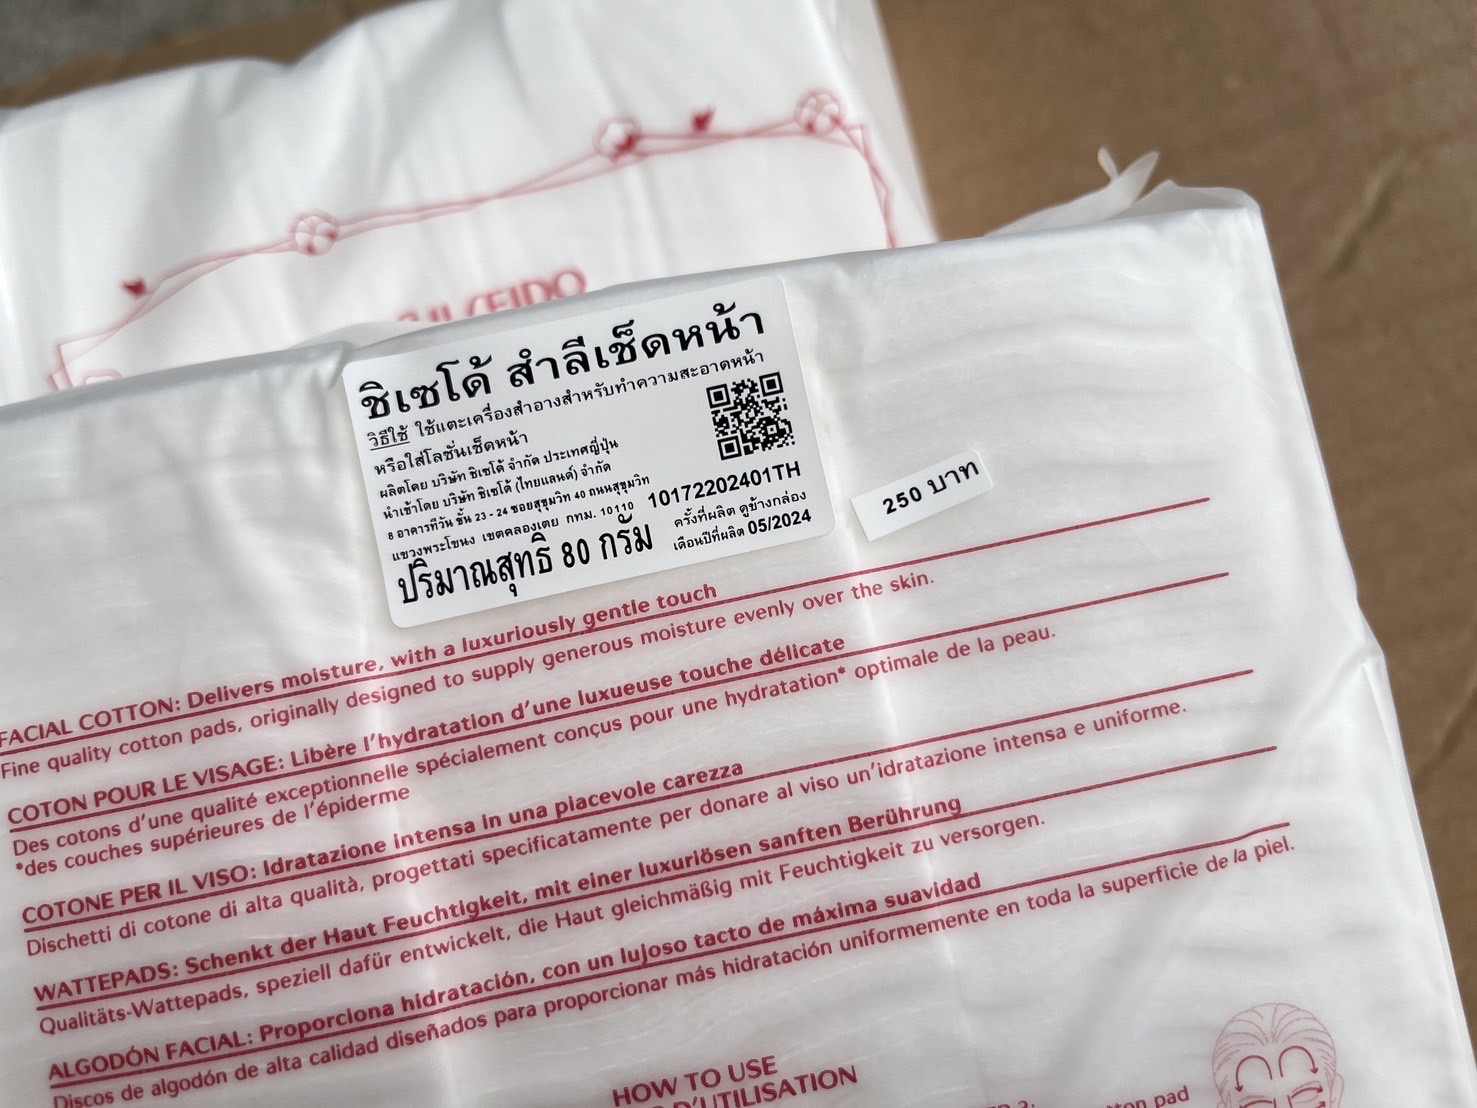 SHISEIDO
ชิเซโด้ สำลีเช็ดหน้า
วิธีใช้ ใช้แตะเครื่องสำอางสำหรับทำความสะอาดหน้า
หรือใส่โลชั่นเช็ดหน้า
ผลิตโดย บริษัท ชิเซโด้ จำกัด ประเทศญี่ปุ่น
นำเข้าโดย บริษัท ชิเซโด้ (ไทยแลนด์) จำกัด
8 อาคารทีวัน ชั้น 23 - 24 ซอยสุขุมวิท 40 ถนนสุขุมวิท
แขวงพระโขนง เขตคลองเตย กทม. 10110
ปริมาณสุทธิ 80 กรัม
10172202401TH
ครั้งที่ผลิต ดูข้างกล่อง
เดือนปีที่ผลิต 05/2024
250 บาท
FACIAL COTTON: Delivers moisture, with a luxuriously gentle touch
Fine quality cotton pads, originally designed to supply generous moisture evenly over the skin.
COTON POUR LE VISAGE: Libère l'hydratation d'une luxueuse touche délicate
Des cotons d'une qualité exceptionnelle spécialement conçus pour une hydratation* optimale de la peau.
*des couches supérieures de l'épiderme
COTONE PER IL VISO: Idratazione intensa in una piacevole carezza
Dischetti di cotone di alta qualità, progettati specificatamente per donare al viso un'idratazione intensa e uniforme.
WATTEPADS: Schenkt der Haut Feuchtigkeit, mit einer luxuriösen sanften Berührung
Qualitäts-Wattepads, speziell dafür entwickelt, die Haut gleichmäßig mit Feuchtigkeit zu versorgen.
ALGODÓN FACIAL: Proporciona hidratación, con un lujoso tacto de máxima suavidad
Discos de algodón de alta calidad diseñados para proporcionar más hidratación uniformemente en toda la superficie de la piel.
HOW TO USE
D'UTILISATION
cotton pad